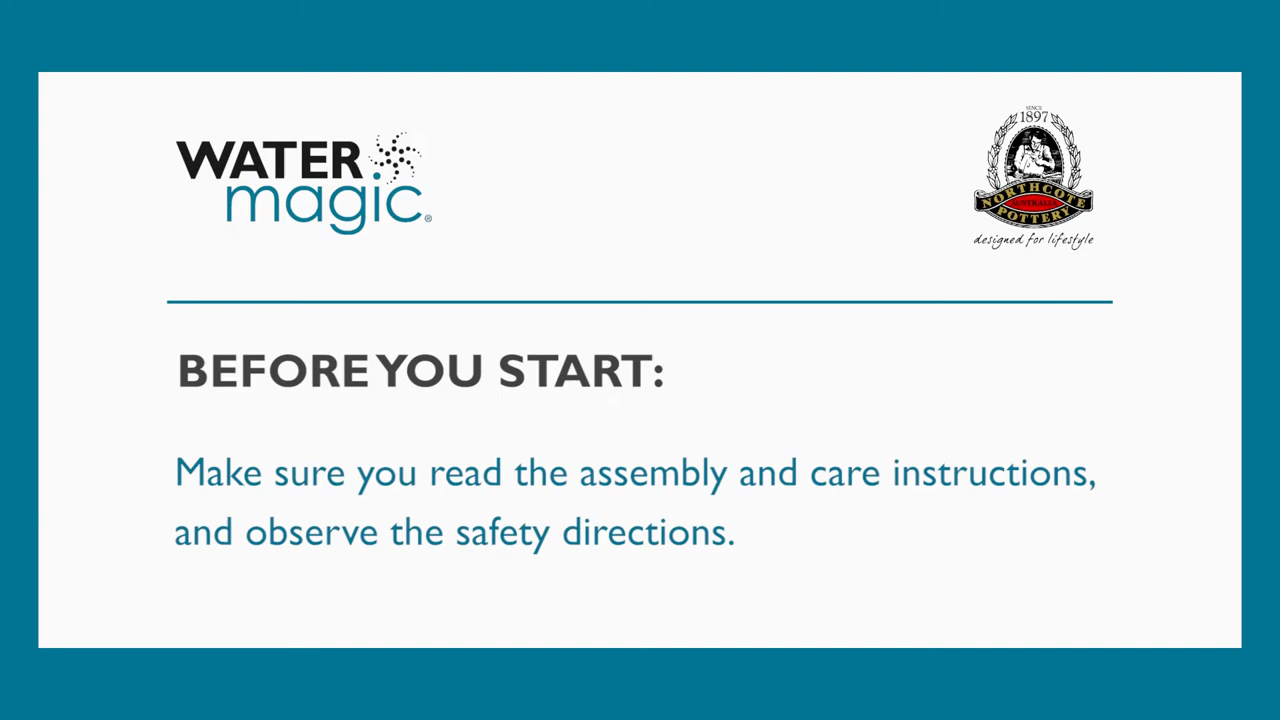 WATER
magic®
SINCE
1897
NORTHCOTE
AUSTRALIA
POTTERY
designed for lifestyle
BEFORE YOU START:
Make sure you read the assembly and care instructions,
and observe the safety directions.